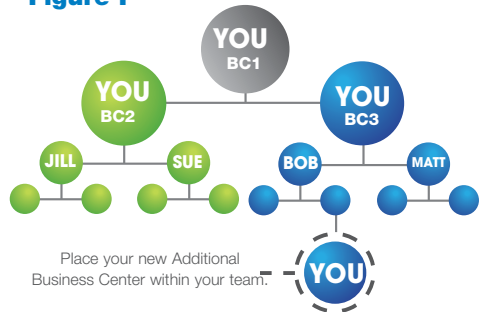 Figure 1
YOU
BC1
YOU
BC2
YOU
BC3
JILL
SUE
BOB
MATT
Place your new Additional
Business Center within your team.
YOU